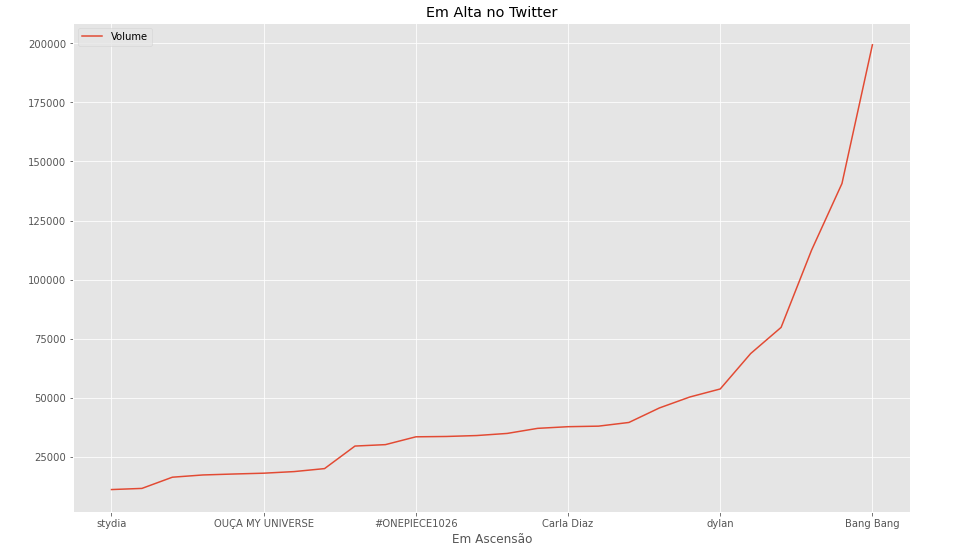 Em Alta no Twitter
Volume
200000
175000
150000
125000
100000
75000
50000
25000
stydia OUÇA MY UNIVERSE #ONEPIECE1026 Carla Diaz dylan Bang Bang
Em Ascensão